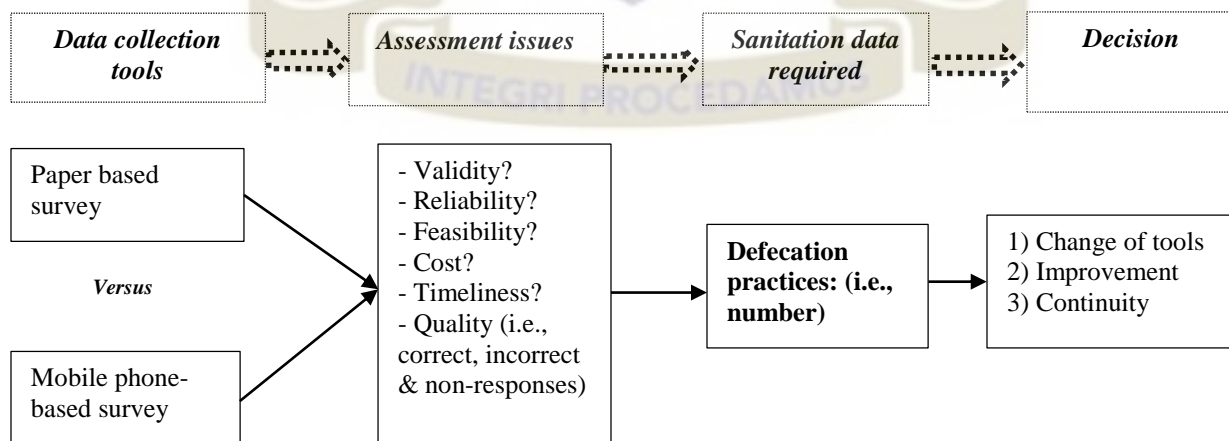 Data collection
tools
Assessment issues
Sanitation data
required
Decision
INTEGRI PROCEDAMUS
Paper based
survey
Versus
Mobile phone-
based survey
- Validity?
- Reliability?
- Feasibility?
- Cost?
- Timeliness?
- Quality (i.e.,
correct, incorrect
& non-responses)
Defecation
practices: (i.e.,
number)
1) Change of tools
2) Improvement
3) Continuity